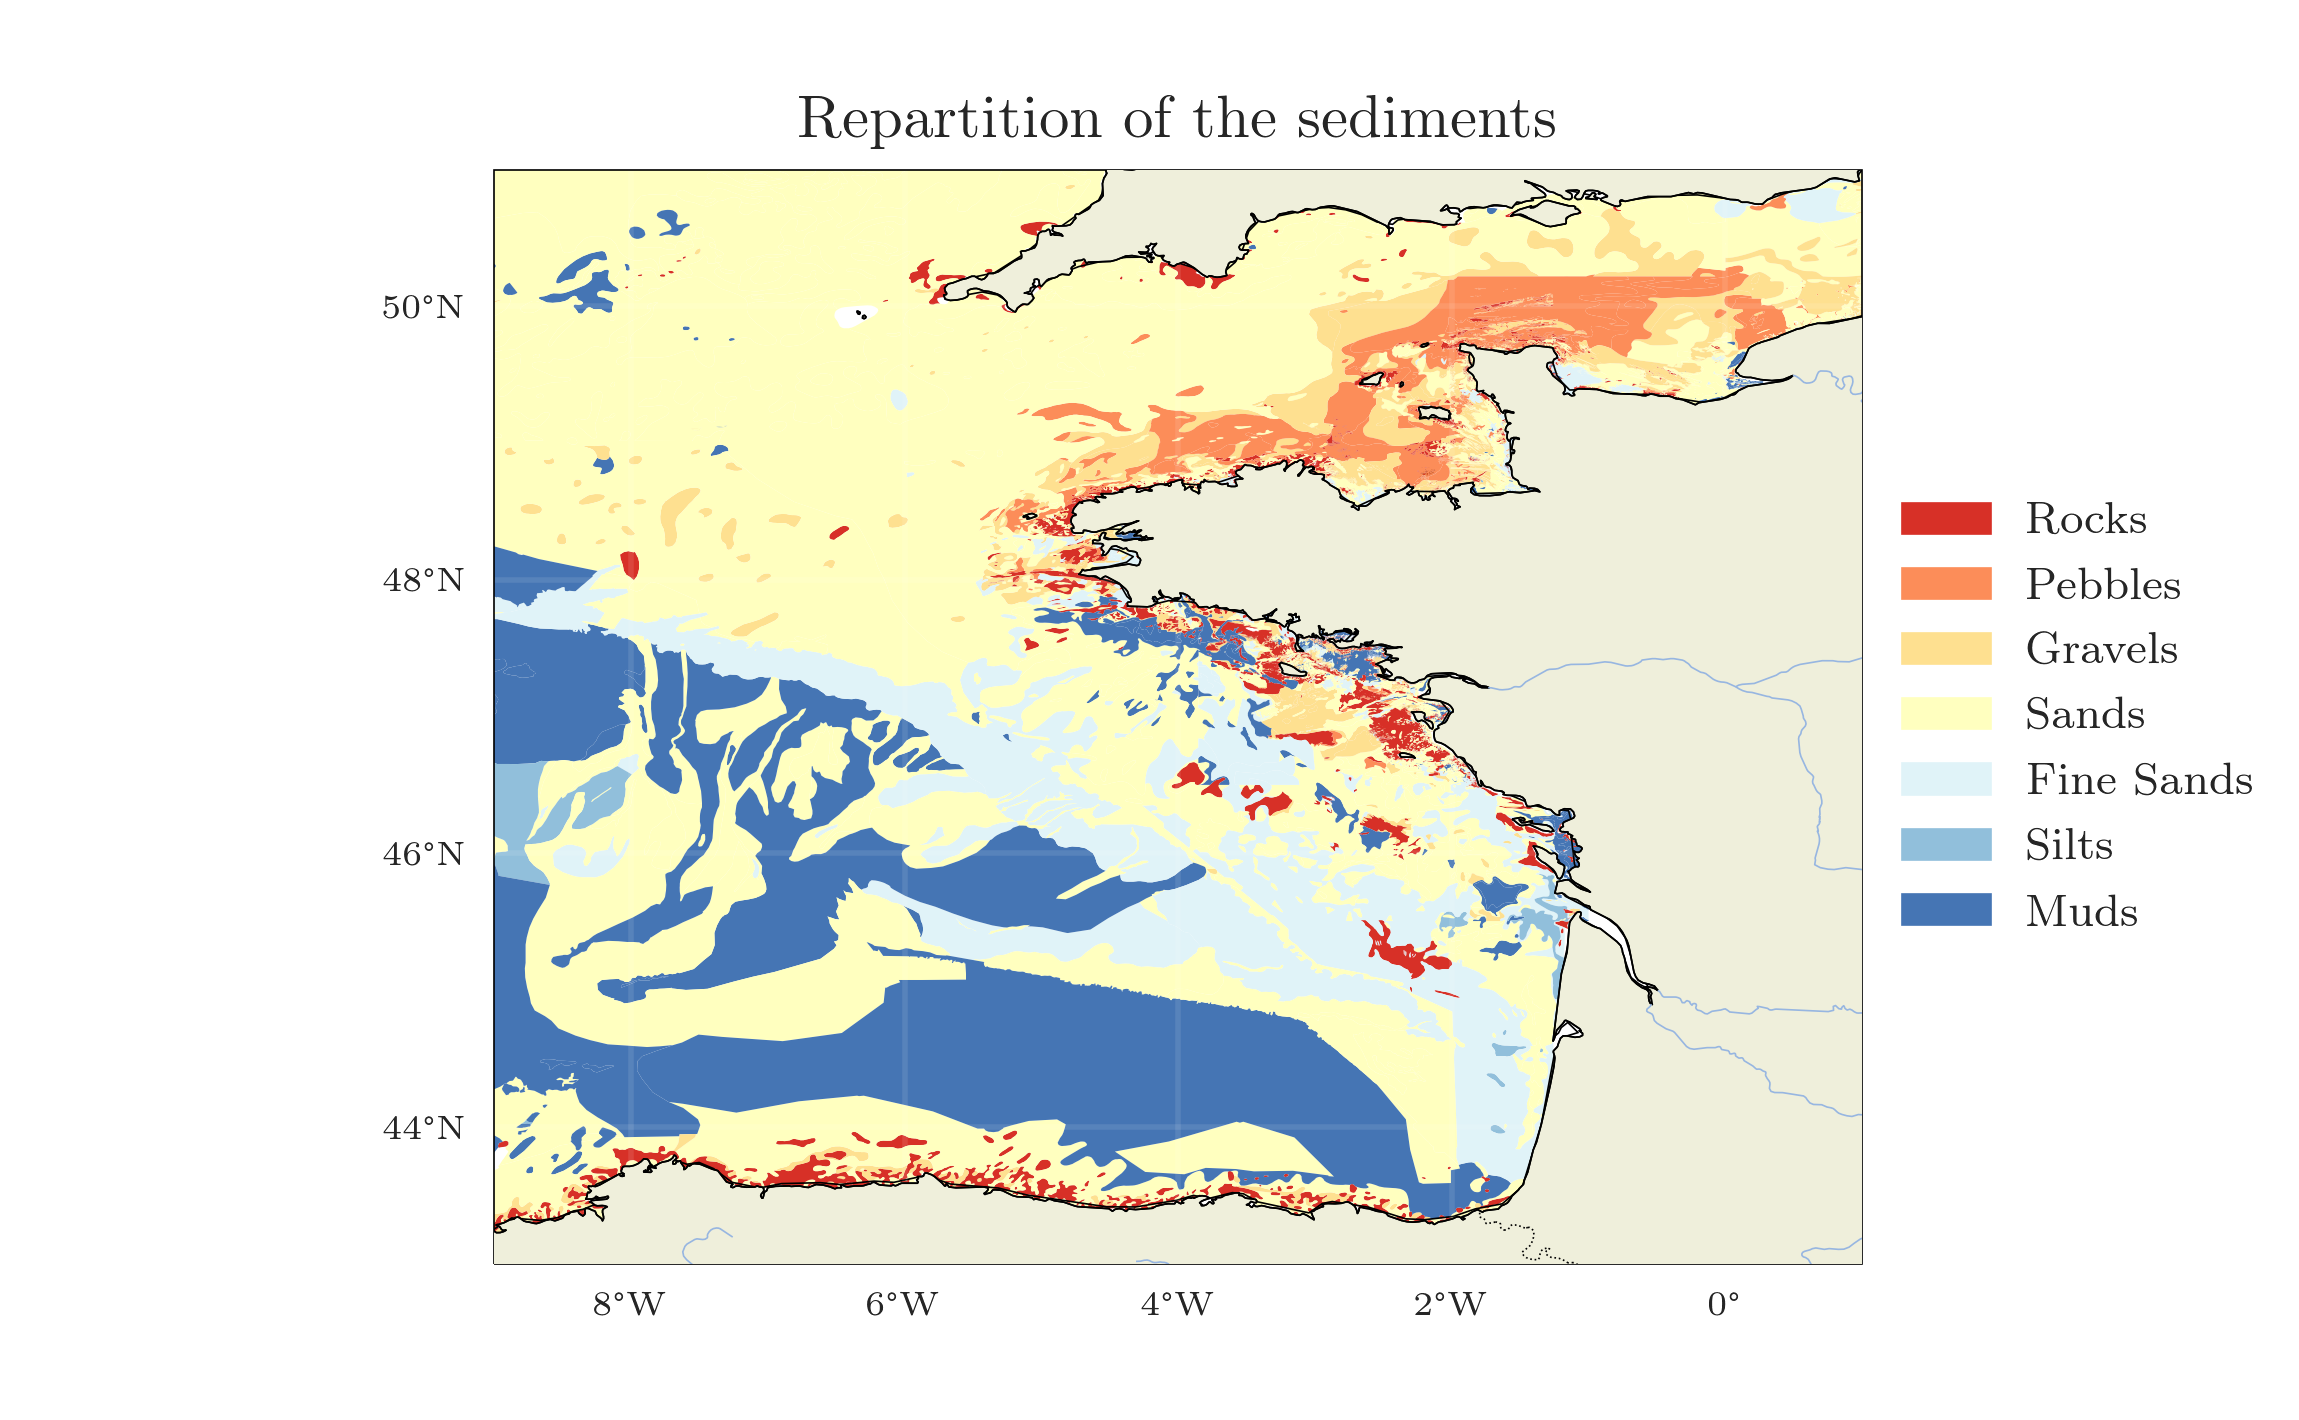 Repartition of the sediments
50°N
48°N
46°N
44°N
8°W
6°W
4°W
2°W
0°
Rocks
Pebbles
Gravels
Sands
Fine Sands
Silts
Muds